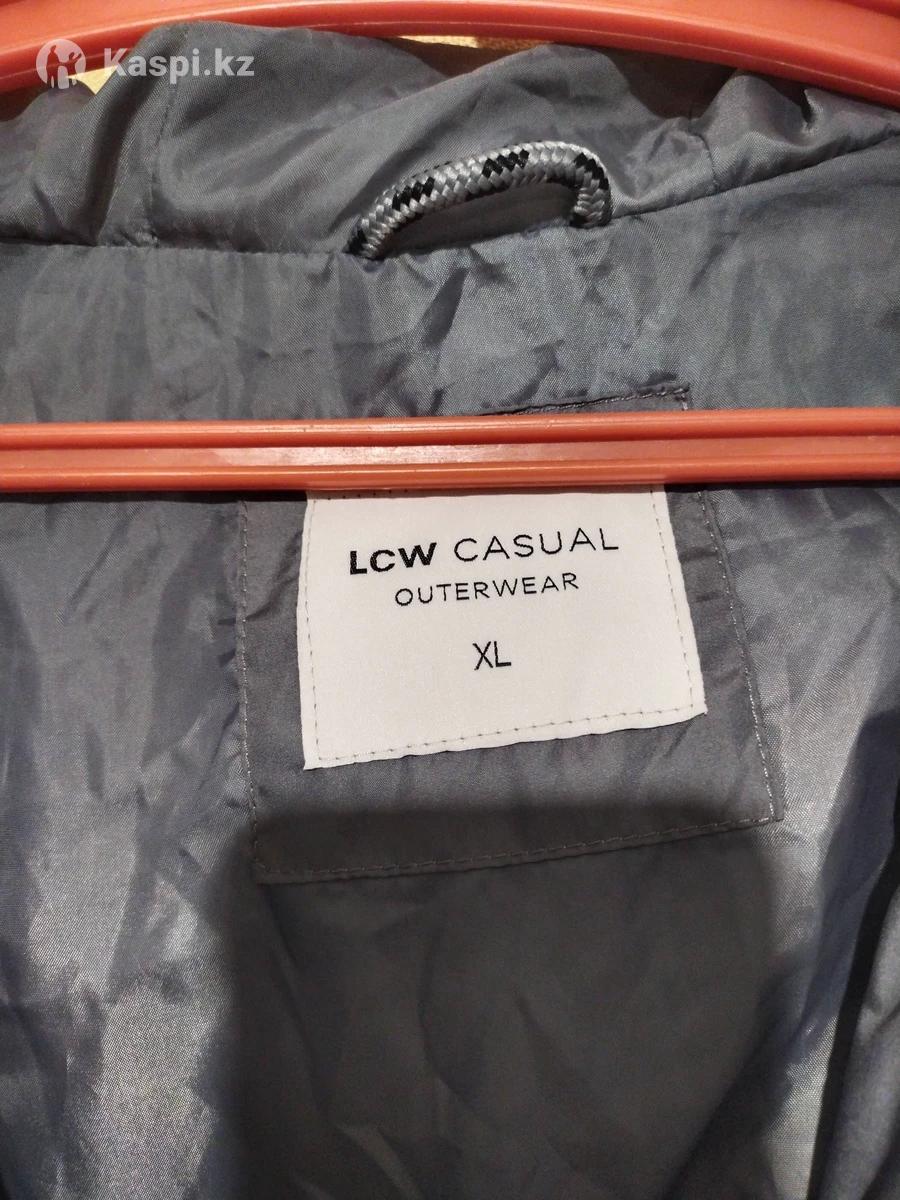 Kaspi.kz
LCW CASUAL
OUTERWEAR
XL